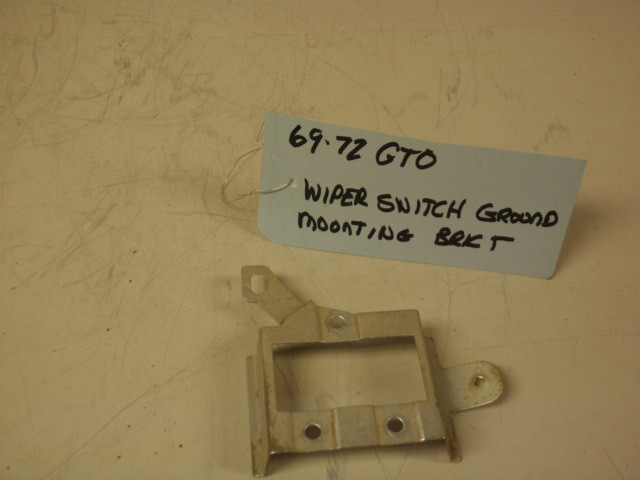 69-72 GTO
WIPER SWITCH GROUND
MOUNTING BRKT